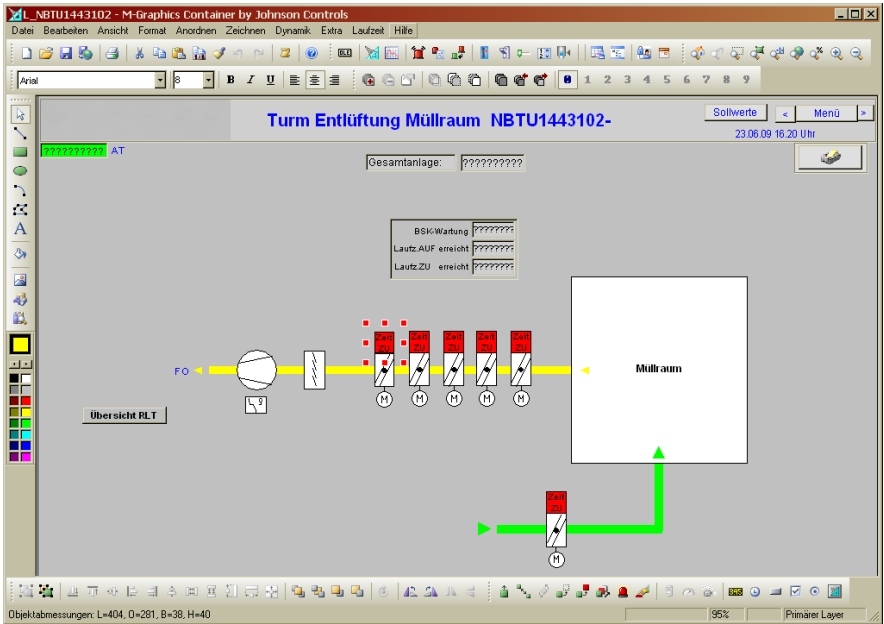 L_NBTU1443102 - M-Graphics Container by Johnson Controls
Datei Bearbeiten Ansicht Format Anordnen Zeichnen Dynamik Extra Laufzeit Hilfe
Arial 8 B I U 0 1 2 3 4 5 6 7 8 9
Turm Entlüftung Müllraum NBTU1443102-
Sollwerte < Menü >
23.06.09 16.20 Uhr
?????????? AT
Gesamtanlage: ??????????
BSK-Wartung ????????
Laufz.AUF erreicht ????????
Laufz.ZU erreicht ????????
Zeit ZU Zeit ZU Zeit ZU Zeit ZU Zeit ZU
FO
Müllraum
M M M M M
Übersicht RLT
Zeit ZU
M
Objektabmessungen: L=404, O=281, B=38, H=40
95% Primärer Layer